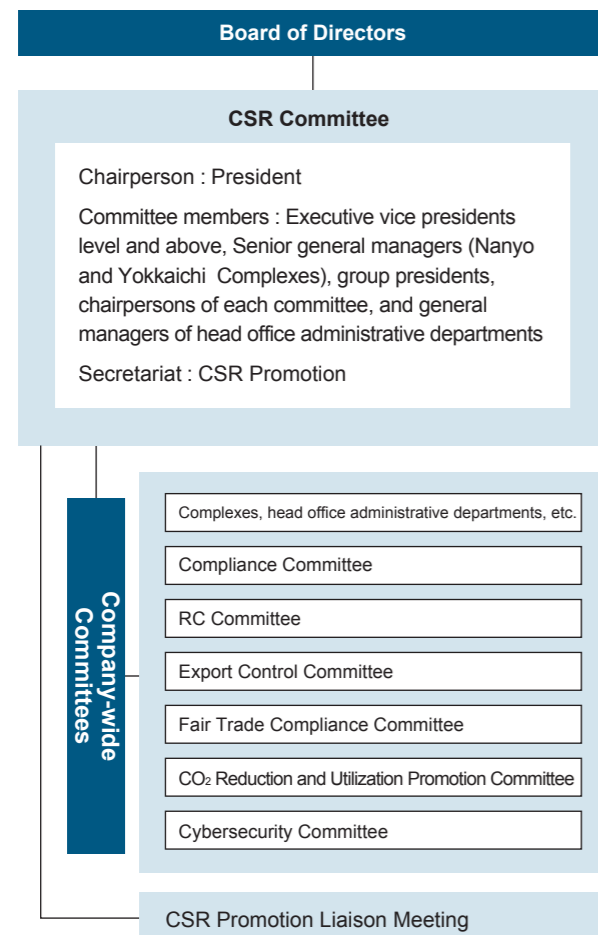 Board of Directors
CSR Committee
Chairperson : President
Committee members : Executive vice presidents
level and above, Senior general managers (Nanyo
and Yokkaichi Complexes), group presidents,
chairpersons of each committee, and general
managers of head office administrative departments
Secretariat : CSR Promotion
Company-wide
Committees
Complexes, head office administrative departments, etc.
Compliance Committee
RC Committee
Export Control Committee
Fair Trade Compliance Committee
CO₂ Reduction and Utilization Promotion Committee
Cybersecurity Committee
CSR Promotion Liaison Meeting